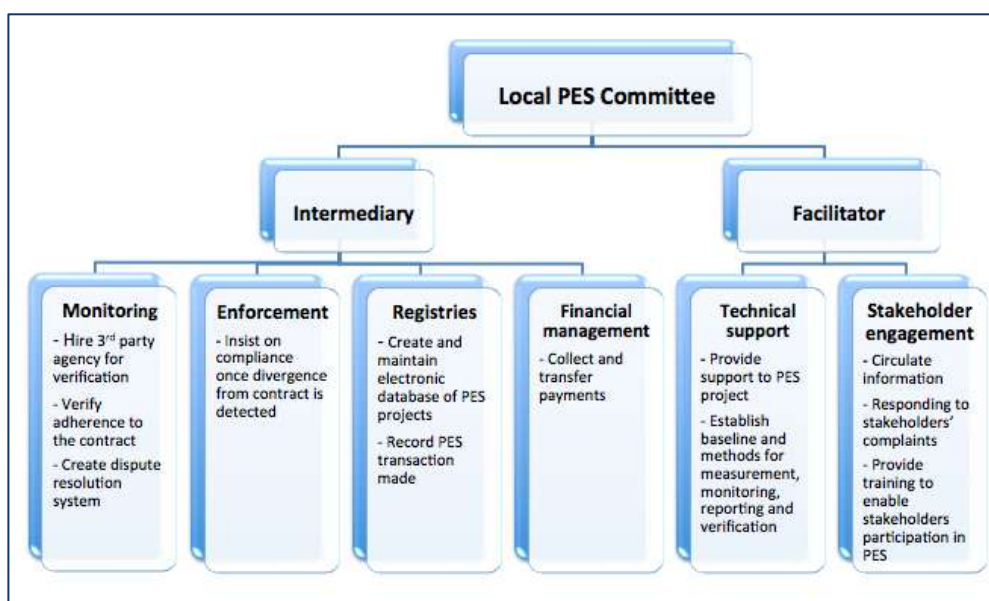 Local PES Committee
Intermediary
Facilitator
Monitoring
- Hire 3rd party
agency for
verification
- Verify
adherence to
the contract
- Create dispute
resolution
system
Enforcement
- Insist on
compliance
once divergence
from contract is
detected
Registries
- Create and
maintain
electronic
database of PES
projects
- Record PES
transaction
made
Financial
management
- Collect and
transfer
payments
Technical
support
- Provide
support to PES
project
- Establish
baseline and
methods for
measurement,
monitoring,
reporting and
verification
Stakeholder
engagement
- Circulate
information
- Responding to
stakeholders’
complaints
- Provide
training to
enable
stakeholders
participation in
PES